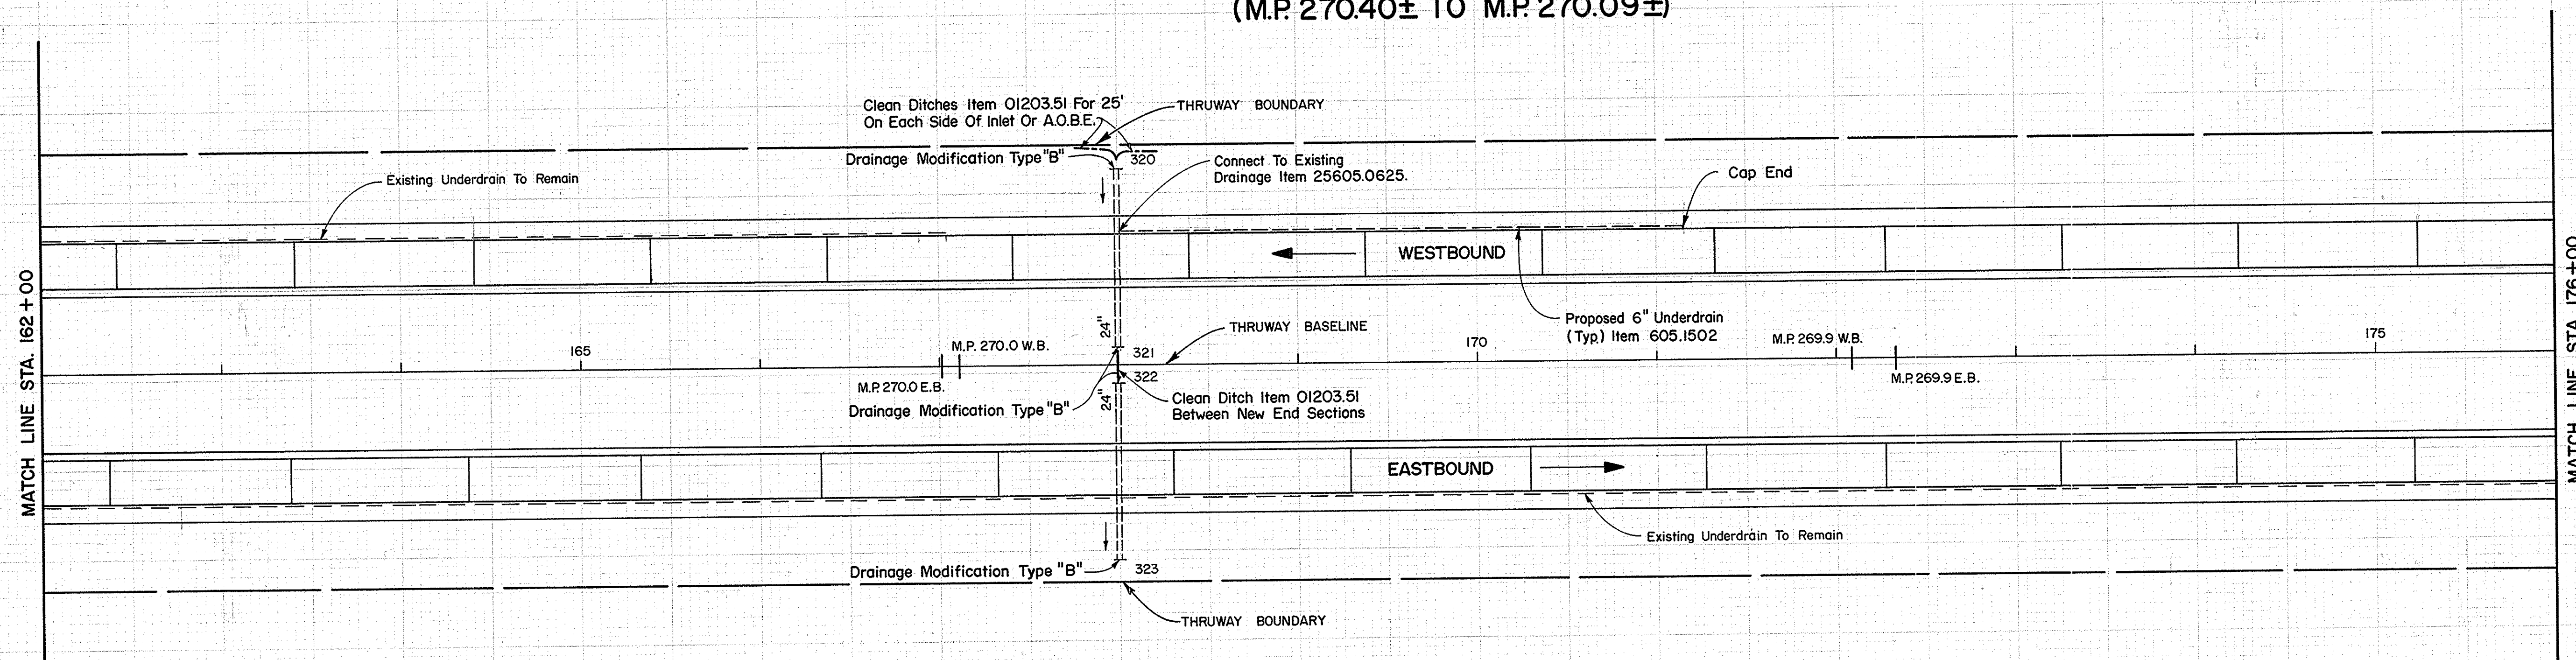 (M.P. 270.40± TO M.P. 270.09±)
Clean Ditches Item 01203.51 For 25'
On Each Side Of Inlet Or A.O.B.E.
THRUWAY BOUNDARY
Drainage Modification Type "B"
320
Connect To Existing
Drainage Item 25605.0625.
Existing Underdrain To Remain
Cap End
WESTBOUND
MATCH LINE STA. 162+00
MATCH LINE STA. 176+00
24"
THRUWAY BASELINE
Proposed 6" Underdrain
(Typ.) Item 605.1502
165
M.P. 270.0 W.B.
321
170
M.P. 269.9 W.B.
175
M.P. 270.0 E.B.
322
M.P. 269.9 E.B.
24"
Drainage Modification Type "B"
Clean Ditch Item 01203.51
Between New End Sections
EASTBOUND
Existing Underdrain To Remain
Drainage Modification Type "B"
323
THRUWAY BOUNDARY